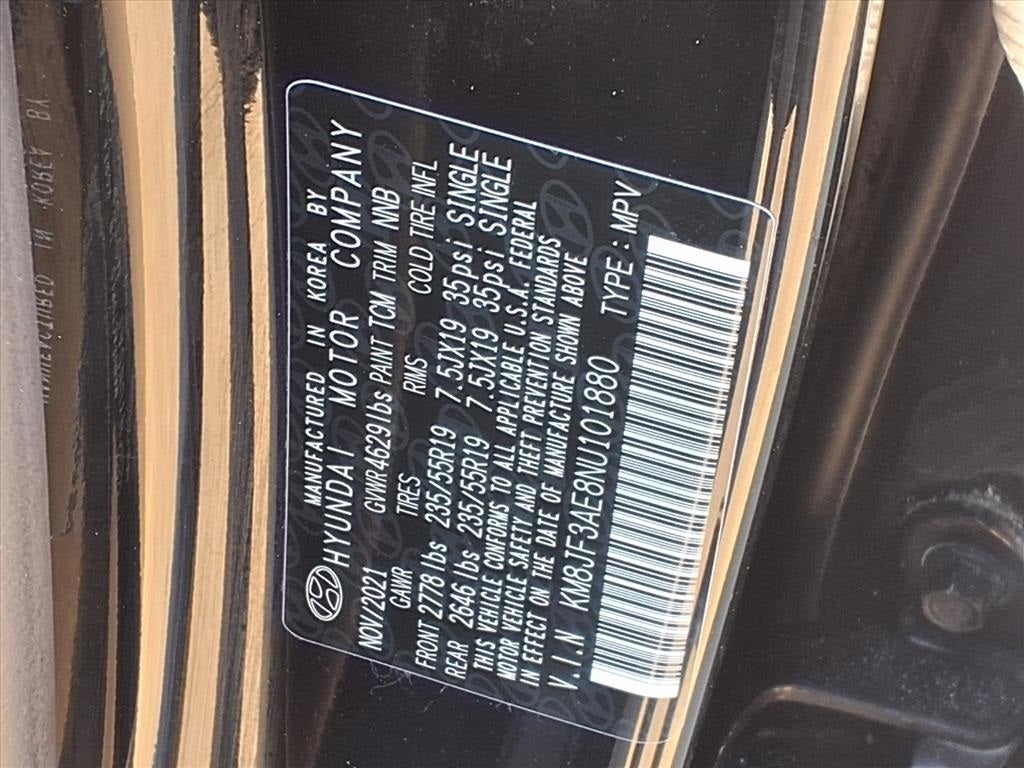 MANUFACTURED IN KOREA BY
HYUNDAI MOTOR COMPANY
NOV/2021 GVWR4629lbs PAINT TCM TRIM NNB
GAWR TIRES RMS COLD TIRE INFL
FRONT 2778 lbs 235/55R19 7.5JX19 35psi SINGLE
REAR 2646 lbs 235/55R19 7.5JX19 35psi SINGLE
THIS VEHICLE CONFORMS TO ALL APPLICABLE U.S.A. FEDERAL
MOTOR VEHICLE SAFETY AND THEFT PREVENTION STANDARDS
IN EFFECT ON THE DATE OF MANUFACTURE SHOWN ABOVE
V.I.N KM8JF3AE8NU101880 TYPE : MPV